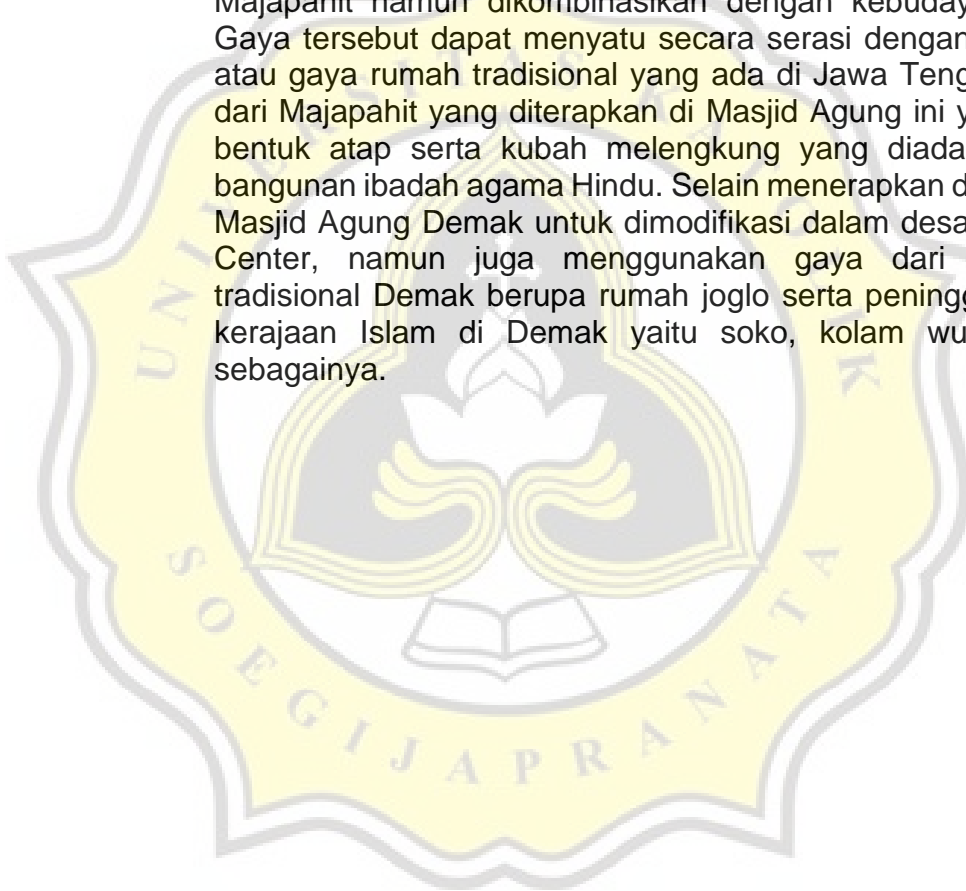 Majapahit namun dikombinasikan dengan kebuday
Gaya tersebut dapat menyatu secara serasi dengan
atau gaya rumah tradisional yang ada di Jawa Teng
dari Majapahit yang diterapkan di Masjid Agung ini y
bentuk atap serta kubah melengkung yang diada
bangunan ibadah agama Hindu. Selain menerapkan d
Masjid Agung Demak untuk dimodifikasi dalam desa
Center, namun juga menggunakan gaya dari
tradisional Demak berupa rumah joglo serta peningg
kerajaan Islam di Demak yaitu soko, kolam wu
sebagainya.
UNIVERSITAS KATOLIK
SOEGIJAPRANATA